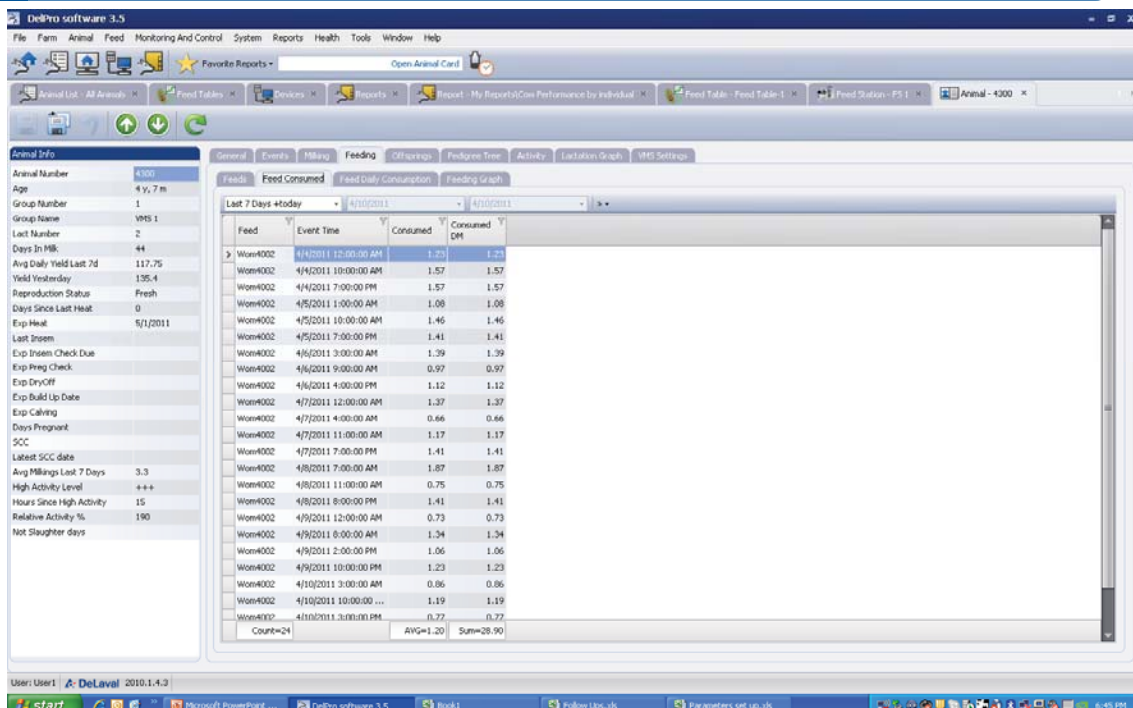 DelPro software 3.5
File Farm Animal Feed Monitoring And Control System Reports Health Tools Window Help
Favorite Reports Open Animal Card
Animal List - All Animals Feed Tables Devices Reports Report - My Reports\Cow Performance by individual Feed Table - Feed Table-1 Feed Station - FS 1 Animal - 4300
Animal Info
General Events Milking Feeding Offsprings Pedigree Tree Activity Lactation Graph VMS Settings
Feeds Feed Consumed Feed Daily Consumption Feeding Graph
Last 7 Days +today 4/10/2011 4/10/2011
Animal Number 4300
Age 4 y, 7 m
Group Number 1
Group Name VMS 1
Lact Number 2
Days In Milk 44
Avg Daily Yield Last 7d 117.75
Yield Yesterday 135.4
Reproduction Status Fresh
Days Since Last Heat 0
Exp Heat 5/1/2011
Last Insem
Exp Insem Check Due
Exp Preg Check
Exp DryOff
Exp Build Up Date
Exp Calving
Days Pregnant
SCC
Latest SCC date
Avg Milkings Last 7 Days 3.3
High Activity Level +++
Hours Since High Activity 15
Relative Activity % 190
Not Slaughter days
Feed Event Time Consumed Consumed DM
Wom4002 4/4/2011 12:00:00 AM 1.23 1.23
Wom4002 4/4/2011 10:00:00 AM 1.57 1.57
Wom4002 4/4/2011 7:00:00 PM 1.57 1.57
Wom4002 4/5/2011 1:00:00 AM 1.08 1.08
Wom4002 4/5/2011 10:00:00 AM 1.46 1.46
Wom4002 4/5/2011 7:00:00 PM 1.41 1.41
Wom4002 4/6/2011 3:00:00 AM 1.39 1.39
Wom4002 4/6/2011 9:00:00 AM 0.97 0.97
Wom4002 4/6/2011 4:00:00 PM 1.12 1.12
Wom4002 4/7/2011 12:00:00 AM 1.37 1.37
Wom4002 4/7/2011 4:00:00 AM 0.66 0.66
Wom4002 4/7/2011 11:00:00 AM 1.17 1.17
Wom4002 4/7/2011 7:00:00 PM 1.41 1.41
Wom4002 4/8/2011 7:00:00 AM 1.87 1.87
Wom4002 4/8/2011 11:00:00 AM 0.75 0.75
Wom4002 4/8/2011 8:00:00 PM 1.41 1.41
Wom4002 4/9/2011 12:00:00 AM 0.73 0.73
Wom4002 4/9/2011 8:00:00 AM 1.34 1.34
Wom4002 4/9/2011 2:00:00 PM 1.06 1.06
Wom4002 4/9/2011 10:00:00 PM 1.23 1.23
Wom4002 4/10/2011 3:00:00 AM 0.86 0.86
Wom4002 4/10/2011 10:00:00 ... 1.19 1.19
Wom4002 4/10/2011 3:00:00 PM 0.77 0.77
Count=24 AVG=1.20 Sum=28.90
User: User1 DeLaval 2010.1.4.3
start Microsoft PowerPoint ... DelPro software 3.5 Book1 Follow Ups.xls Parameters set up.xls 6:45 PM